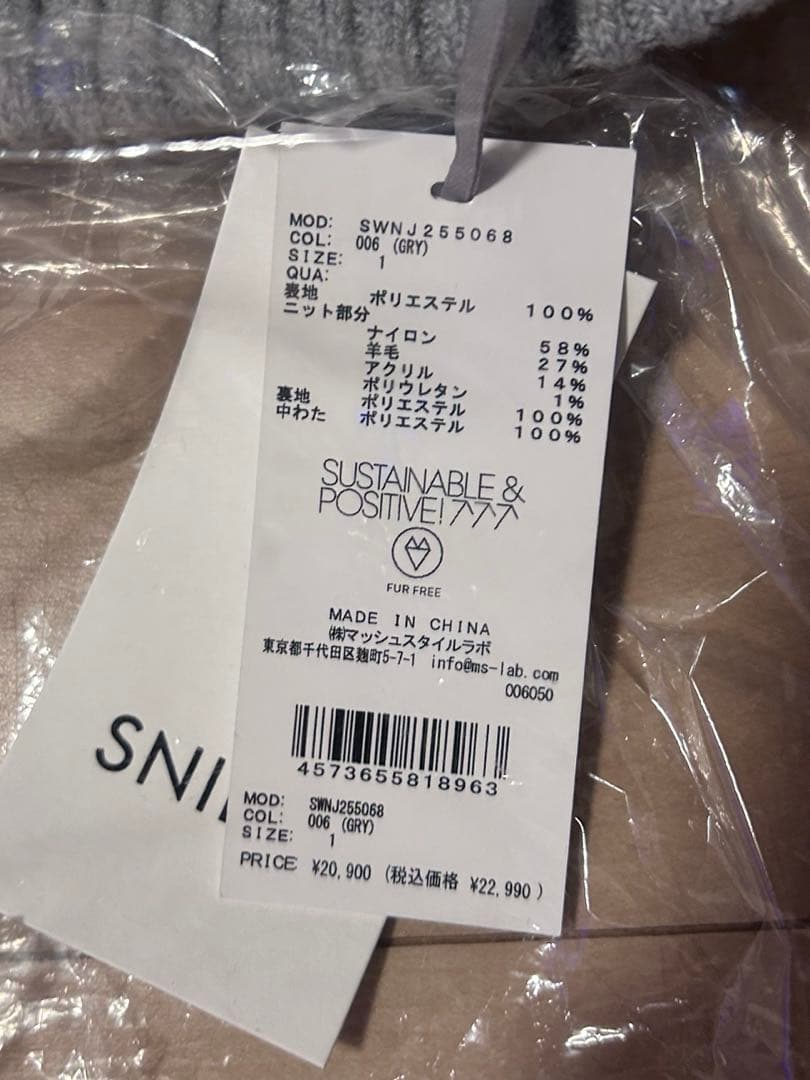 MOD: SWNJ255068
COL: 006 (GRY)
SIZE: 1
QUA:
表地 ポリエステル 100%
ニット部分
ナイロン 58%
羊毛 27%
アクリル 14%
ポリウレタン 1%
裏地 ポリエステル 100%
中わた ポリエステル 100%
SUSTAINABLE &
POSITIVE!
FUR FREE
MADE IN CHINA
㈱マッシュスタイルラボ
東京都千代田区麹町5-7-1 info@ms-lab.com
006050
4573655818963
MOD: SWNJ255068
COL: 006 (GRY)
SIZE: 1
PRICE: ¥20,900 (税込価格 ¥22,990)
SNI